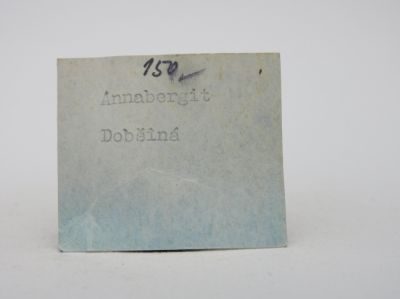 150,-
Annabergit
Dobšiná